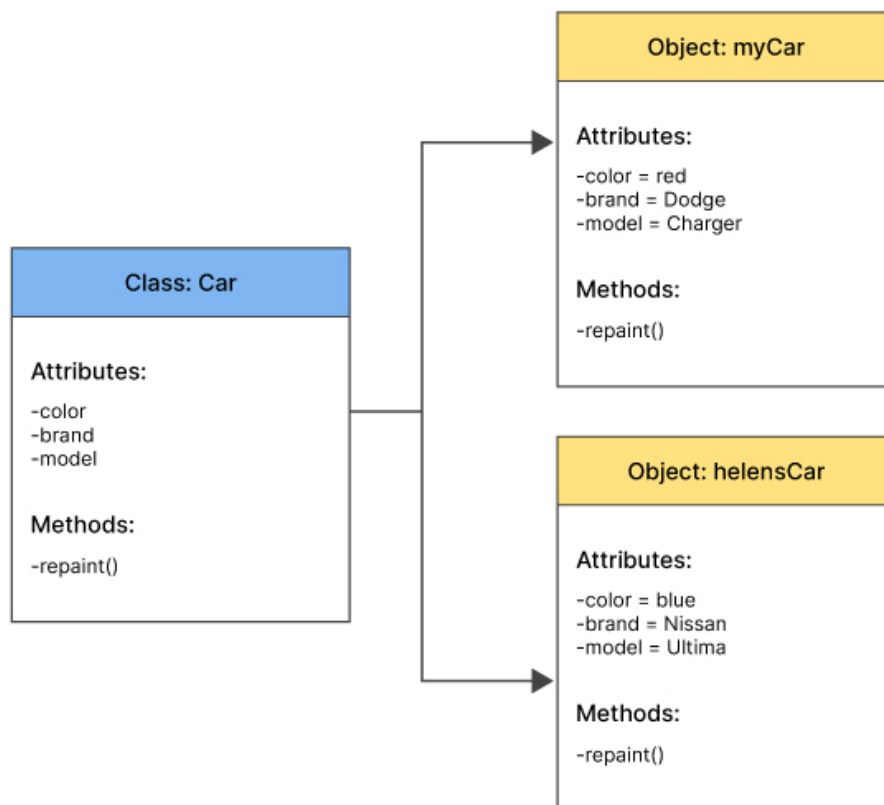 Class: Car
Attributes:
-color
-brand
-model
Methods:
-repaint()
Object: myCar
Attributes:
-color = red
-brand = Dodge
-model = Charger
Methods:
-repaint()
Object: helensCar
Attributes:
-color = blue
-brand = Nissan
-model = Ultima
Methods:
-repaint()